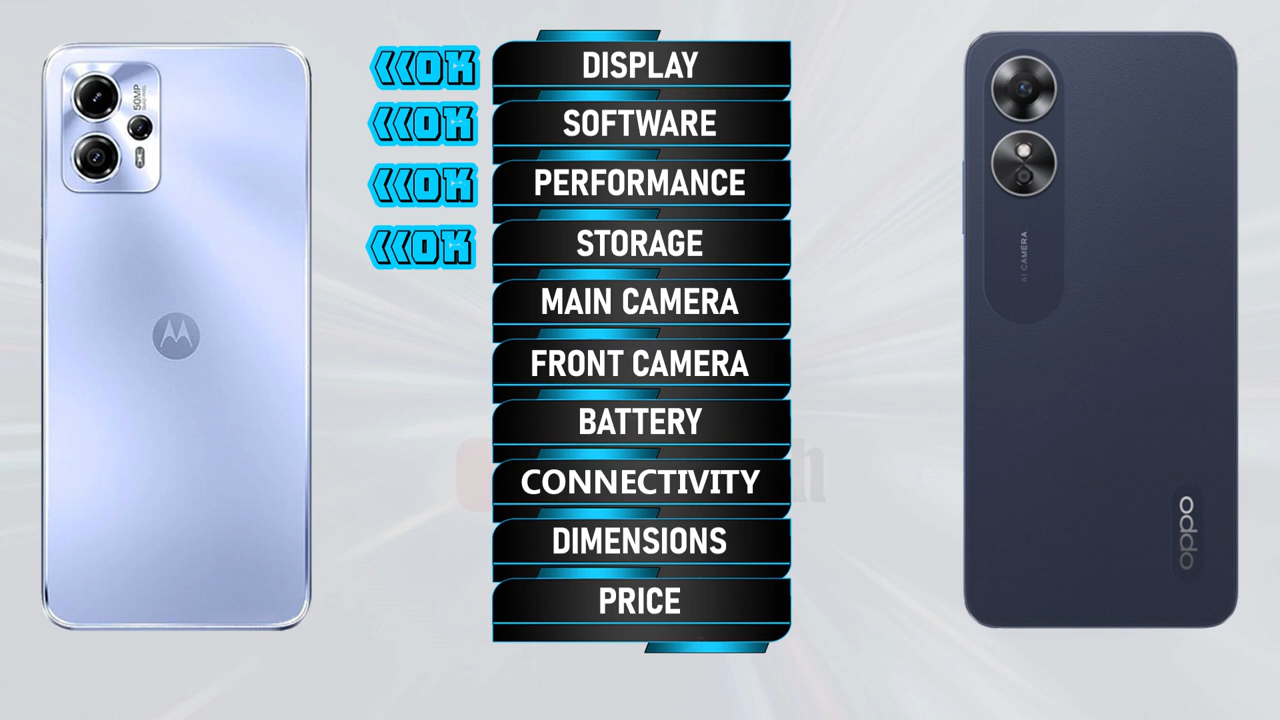 50MP
<<OK DISPLAY
<<OK SOFTWARE
<<OK PERFORMANCE
<<OK STORAGE
MAIN CAMERA
FRONT CAMERA
BATTERY
CONNECTIVITY
DIMENSIONS
PRICE
AI CAMERA
oppo